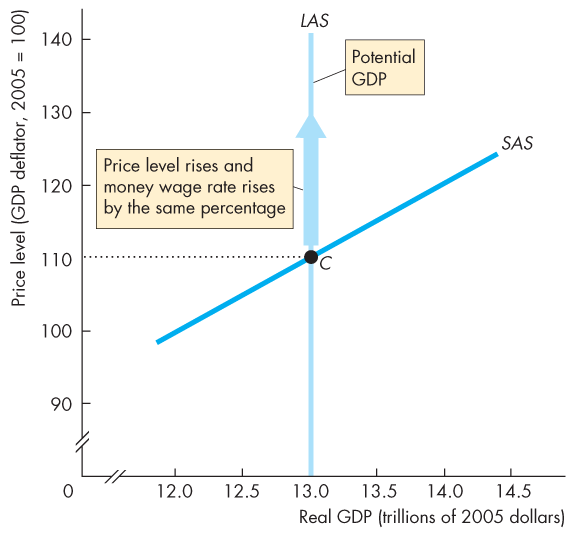 Price level (GDP deflator, 2005 = 100)
LAS
140
Potential
GDP
130
SAS
Price level rises and
money wage rate rises
by the same percentage
120
110
C
100
90
0
12.0
12.5
13.0
13.5
14.0
14.5
Real GDP (trillions of 2005 dollars)